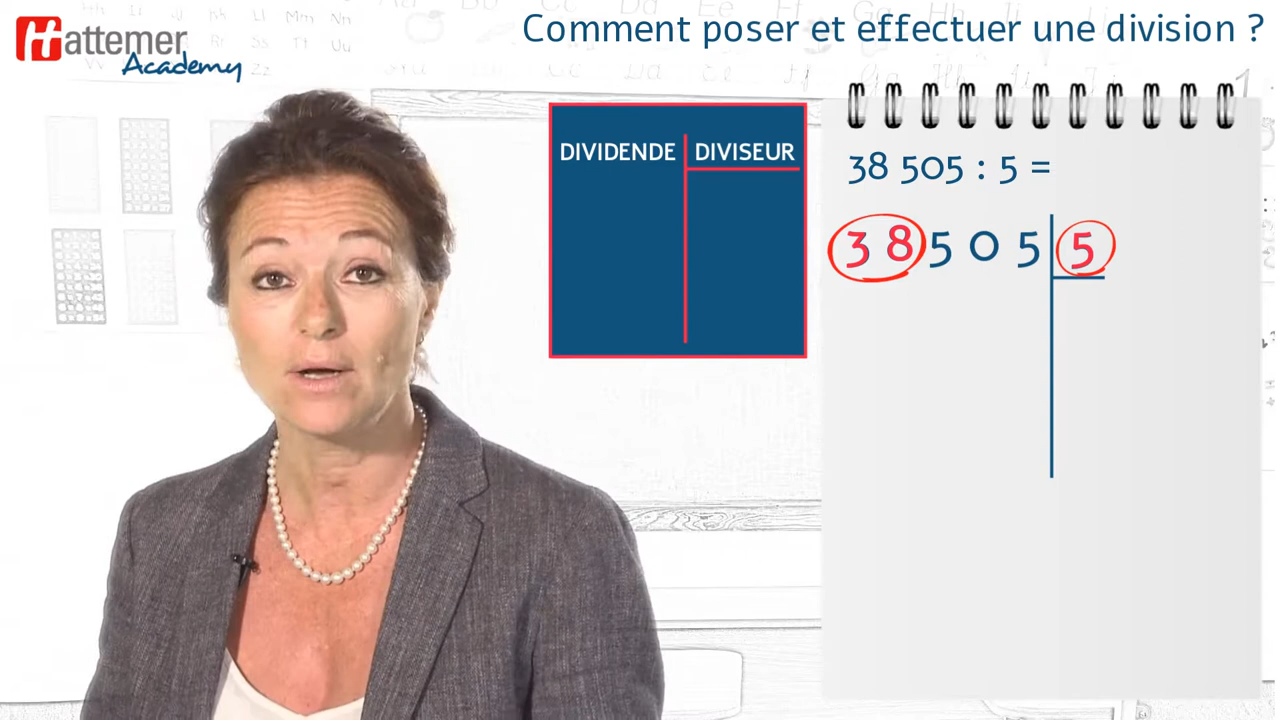 Hattemer
Academy
Comment poser et effectuer une division ?
DIVIDENDE DIVISEUR
38 505 : 5 =
3 8 5 0 5 5